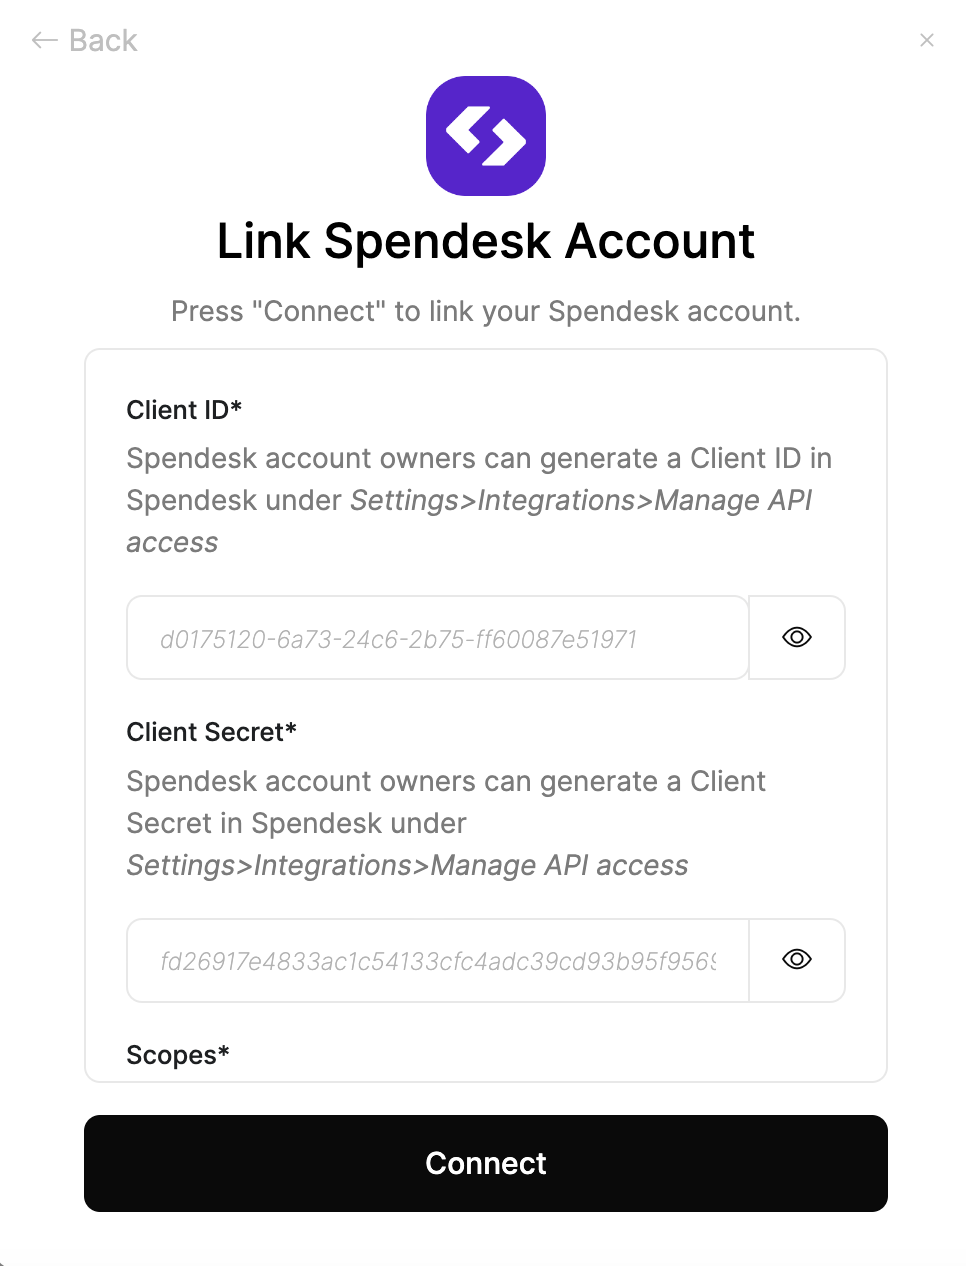 ← Back
×
Link Spendesk Account
Press "Connect" to link your Spendesk account.
Client ID*
Spendesk account owners can generate a Client ID in
Spendesk under Settings>Integrations>Manage API
access
d0175120-6a73-24c6-2b75-ff60087e51971
Client Secret*
Spendesk account owners can generate a Client
Secret in Spendesk under
Settings>Integrations>Manage API access
fd26917e4833ac1c54133cfc4adc39cd93b95f956
Scopes*
Connect